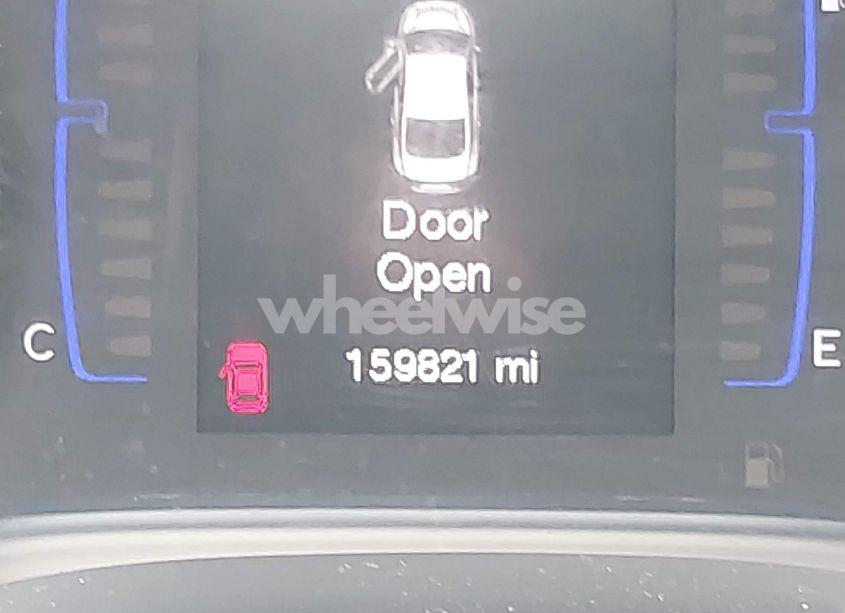 Door
Open
wheelwise
C
E
159821 mi